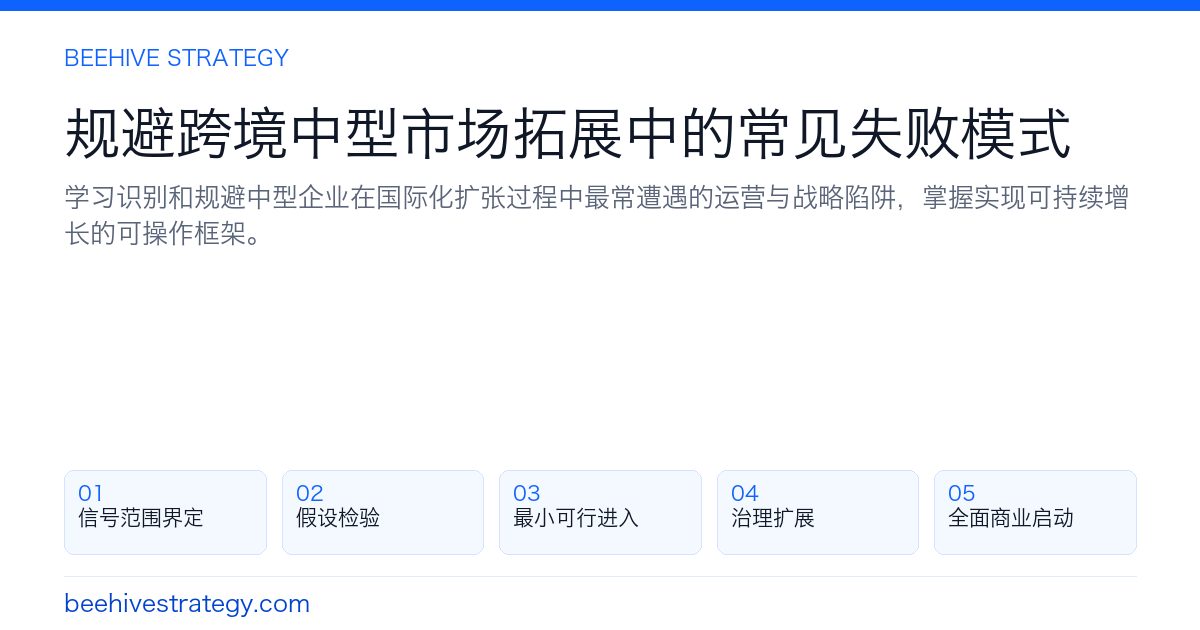 BEEHIVE STRATEGY
规避跨境中型市场拓展中的常见失败模式
学习识别和规避中型企业在国际化扩张过程中最常遭遇的运营与战略陷阱，掌握实现可持续增
长的可操作框架。
01
信号范围界定
02
假设检验
03
最小可行进入
04
治理扩展
05
全面商业启动
beehivestrategy.com